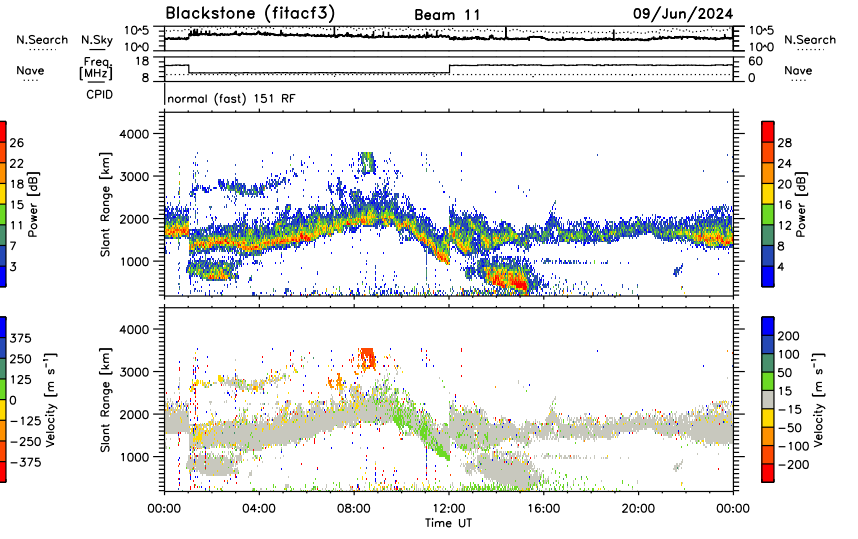 Blackstone (fitacf3) Beam 11 09/Jun/2024
N.Search N.Sky 10^5 10^0 10^5 10^0 N.Search
Nave Freq. [MHz] 18 8 60 0 Nave
CPID normal (fast) 151 RF
Slant Range [km] 4000 3000 2000 1000
26 22 18 15 11 7 3 Power [dB]
28 24 20 16 12 8 4 Power [dB]
Slant Range [km] 4000 3000 2000 1000
375 250 125 0 −125 −250 −375 Velocity [m s⁻¹]
200 100 50 15 −15 −50 −100 −200 Velocity [m s⁻¹]
00:00 04:00 08:00 12:00 16:00 20:00 00:00
Time UT